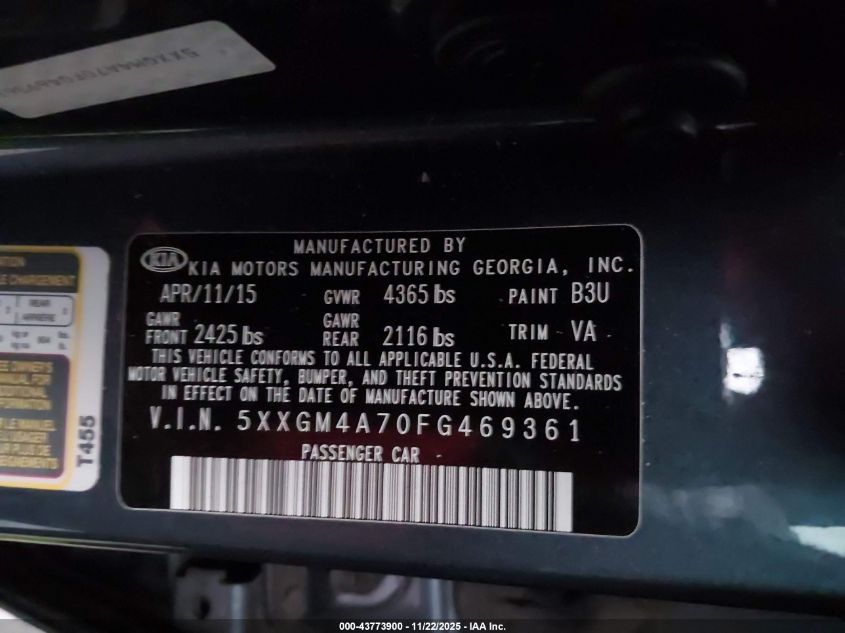 MANUFACTURED BY
KIA KIA MOTORS MANUFACTURING GEORGIA, INC.
APR/11/15 GVWR 4365 lbs PAINT B3U
GAWR FRONT 2425 lbs GAWR REAR 2116 lbs TRIM VA
THIS VEHICLE CONFORMS TO ALL APPLICABLE U.S.A. FEDERAL
MOTOR VEHICLE SAFETY, BUMPER, AND THEFT PREVENTION STANDARDS
IN EFFECT ON THE DATE OF MANUFACTURE SHOWN ABOVE.
V.I.N. 5XXGM4A70FG469361
PASSENGER CAR
REAR
ARRIERE
T455
000-43773900 - 11/22/2025 - IAA Inc.